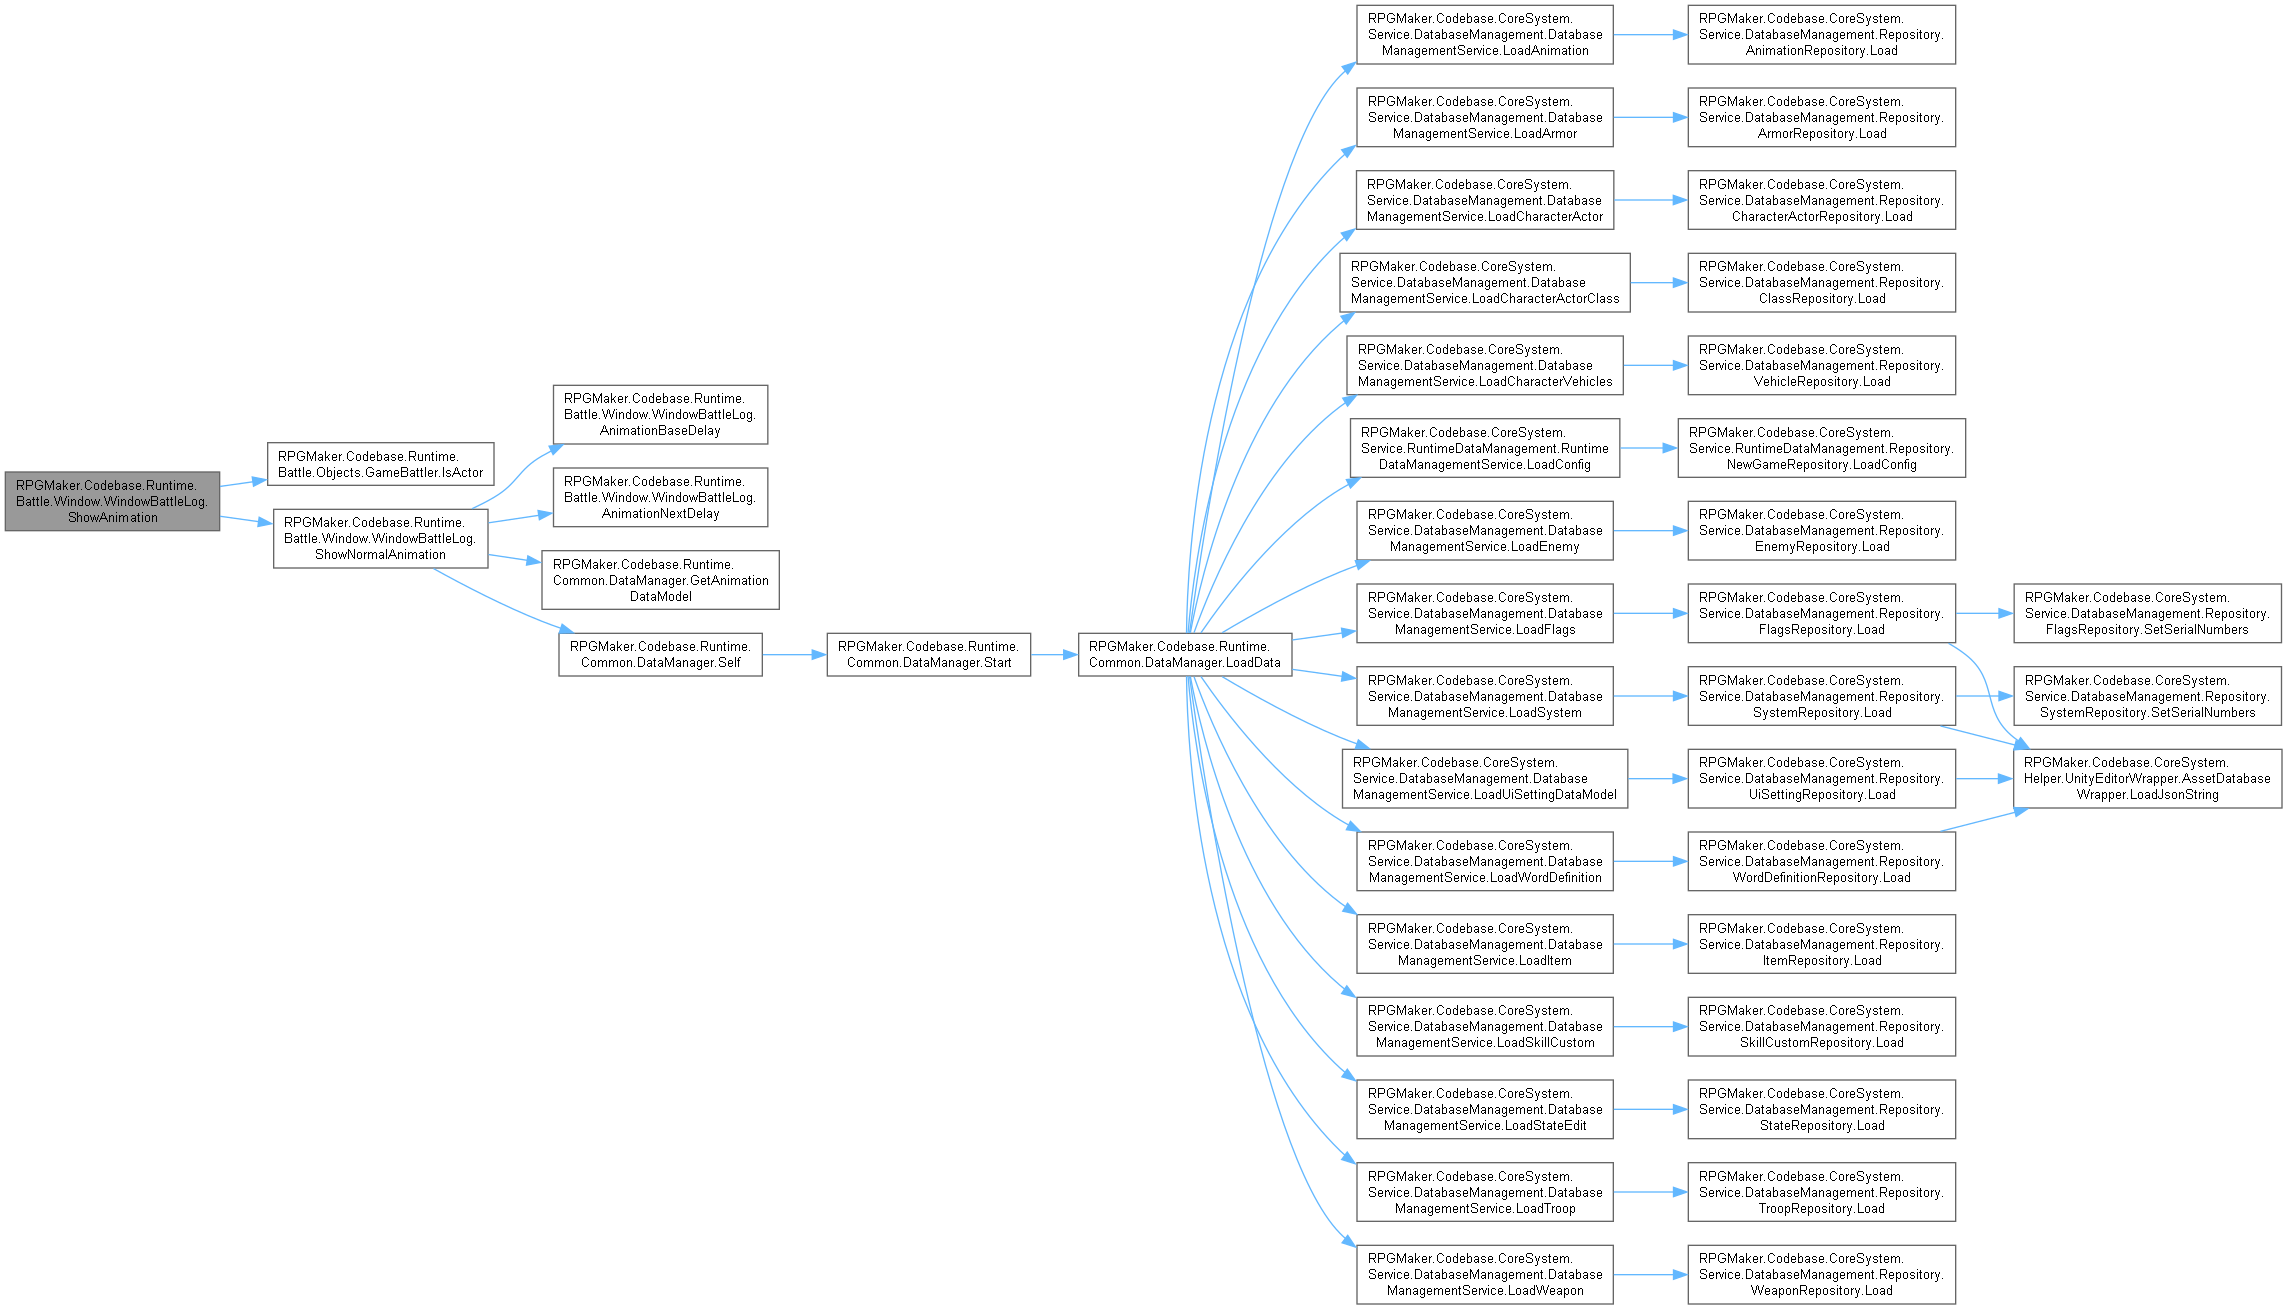 RPGMaker.Codebase.Runtime.
Battle.Window.WindowBattleLog.
ShowAnimation
RPGMaker.Codebase.Runtime.
Battle.Objects.GameBattler.IsActor
RPGMaker.Codebase.Runtime.
Battle.Window.WindowBattleLog.
ShowNormalAnimation
RPGMaker.Codebase.Runtime.
Battle.Window.WindowBattleLog.
AnimationBaseDelay
RPGMaker.Codebase.Runtime.
Battle.Window.WindowBattleLog.
AnimationNextDelay
RPGMaker.Codebase.Runtime.
Common.DataManager.GetAnimation
DataModel
RPGMaker.Codebase.Runtime.
Common.DataManager.Self
RPGMaker.Codebase.Runtime.
Common.DataManager.Start
RPGMaker.Codebase.Runtime.
Common.DataManager.LoadData
RPGMaker.Codebase.CoreSystem.
Service.DatabaseManagement.Database
ManagementService.LoadAnimation
RPGMaker.Codebase.CoreSystem.
Service.DatabaseManagement.Repository.
AnimationRepository.Load
RPGMaker.Codebase.CoreSystem.
Service.DatabaseManagement.Database
ManagementService.LoadArmor
RPGMaker.Codebase.CoreSystem.
Service.DatabaseManagement.Repository.
ArmorRepository.Load
RPGMaker.Codebase.CoreSystem.
Service.DatabaseManagement.Database
ManagementService.LoadCharacterActor
RPGMaker.Codebase.CoreSystem.
Service.DatabaseManagement.Repository.
CharacterActorRepository.Load
RPGMaker.Codebase.CoreSystem.
Service.DatabaseManagement.Database
ManagementService.LoadCharacterActorClass
RPGMaker.Codebase.CoreSystem.
Service.DatabaseManagement.Repository.
ClassRepository.Load
RPGMaker.Codebase.CoreSystem.
Service.DatabaseManagement.Database
ManagementService.LoadCharacterVehicles
RPGMaker.Codebase.CoreSystem.
Service.DatabaseManagement.Repository.
VehicleRepository.Load
RPGMaker.Codebase.CoreSystem.
Service.RuntimeDataManagement.Runtime
DataManagementService.LoadConfig
RPGMaker.Codebase.CoreSystem.
Service.RuntimeDataManagement.Repository.
NewGameRepository.LoadConfig
RPGMaker.Codebase.CoreSystem.
Service.DatabaseManagement.Database
ManagementService.LoadEnemy
RPGMaker.Codebase.CoreSystem.
Service.DatabaseManagement.Repository.
EnemyRepository.Load
RPGMaker.Codebase.CoreSystem.
Service.DatabaseManagement.Database
ManagementService.LoadFlags
RPGMaker.Codebase.CoreSystem.
Service.DatabaseManagement.Repository.
FlagsRepository.Load
RPGMaker.Codebase.CoreSystem.
Service.DatabaseManagement.Repository.
FlagsRepository.SetSerialNumbers
RPGMaker.Codebase.CoreSystem.
Service.DatabaseManagement.Database
ManagementService.LoadSystem
RPGMaker.Codebase.CoreSystem.
Service.DatabaseManagement.Repository.
SystemRepository.Load
RPGMaker.Codebase.CoreSystem.
Service.DatabaseManagement.Repository.
SystemRepository.SetSerialNumbers
RPGMaker.Codebase.CoreSystem.
Service.DatabaseManagement.Database
ManagementService.LoadUiSettingDataModel
RPGMaker.Codebase.CoreSystem.
Service.DatabaseManagement.Repository.
UiSettingRepository.Load
RPGMaker.Codebase.CoreSystem.
Helper.UnityEditorWrapper.AssetDatabase
Wrapper.LoadJsonString
RPGMaker.Codebase.CoreSystem.
Service.DatabaseManagement.Database
ManagementService.LoadWordDefinition
RPGMaker.Codebase.CoreSystem.
Service.DatabaseManagement.Repository.
WordDefinitionRepository.Load
RPGMaker.Codebase.CoreSystem.
Service.DatabaseManagement.Database
ManagementService.LoadItem
RPGMaker.Codebase.CoreSystem.
Service.DatabaseManagement.Repository.
ItemRepository.Load
RPGMaker.Codebase.CoreSystem.
Service.DatabaseManagement.Database
ManagementService.LoadSkillCustom
RPGMaker.Codebase.CoreSystem.
Service.DatabaseManagement.Repository.
SkillCustomRepository.Load
RPGMaker.Codebase.CoreSystem.
Service.DatabaseManagement.Database
ManagementService.LoadStateEdit
RPGMaker.Codebase.CoreSystem.
Service.DatabaseManagement.Repository.
StateRepository.Load
RPGMaker.Codebase.CoreSystem.
Service.DatabaseManagement.Database
ManagementService.LoadTroop
RPGMaker.Codebase.CoreSystem.
Service.DatabaseManagement.Repository.
TroopRepository.Load
RPGMaker.Codebase.CoreSystem.
Service.DatabaseManagement.Database
ManagementService.LoadWeapon
RPGMaker.Codebase.CoreSystem.
Service.DatabaseManagement.Repository.
WeaponRepository.Load